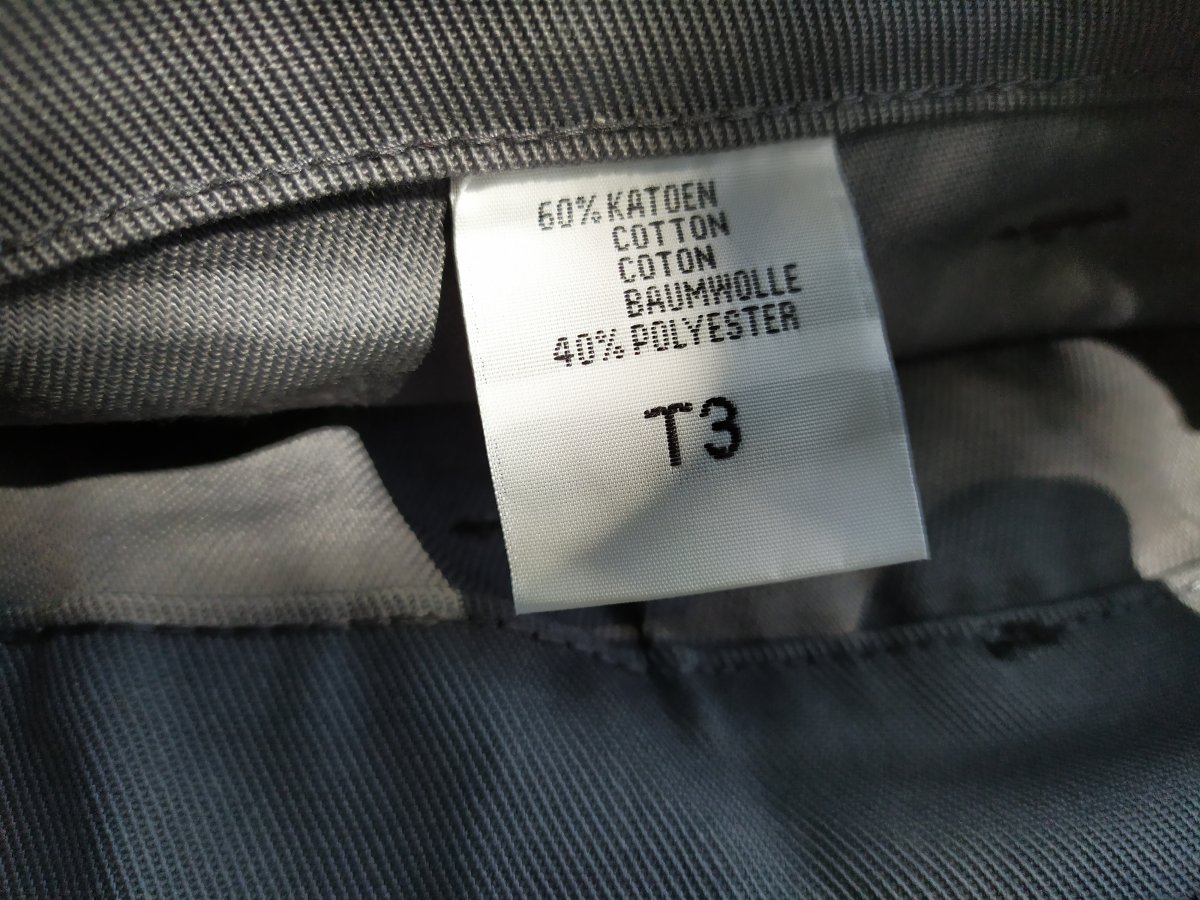 60% KATOEN
COTTON
COTON
BAUMWOLLE
40% POLYESTER
T3